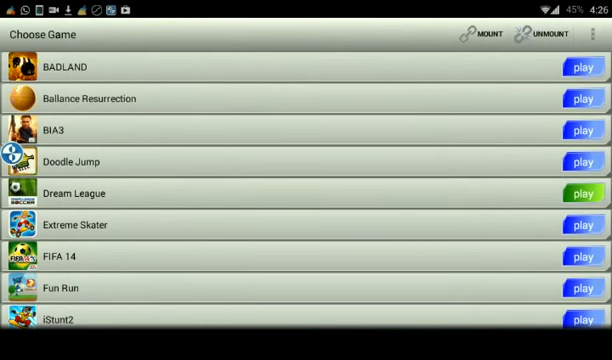 45% 4:26
Choose Game MOUNT UNMOUNT
BADLAND play
Ballance Resurrection play
BIA3 play
Doodle Jump play
Dream League play
Extreme Skater play
FIFA 14 play
Fun Run play
iStunt2 play